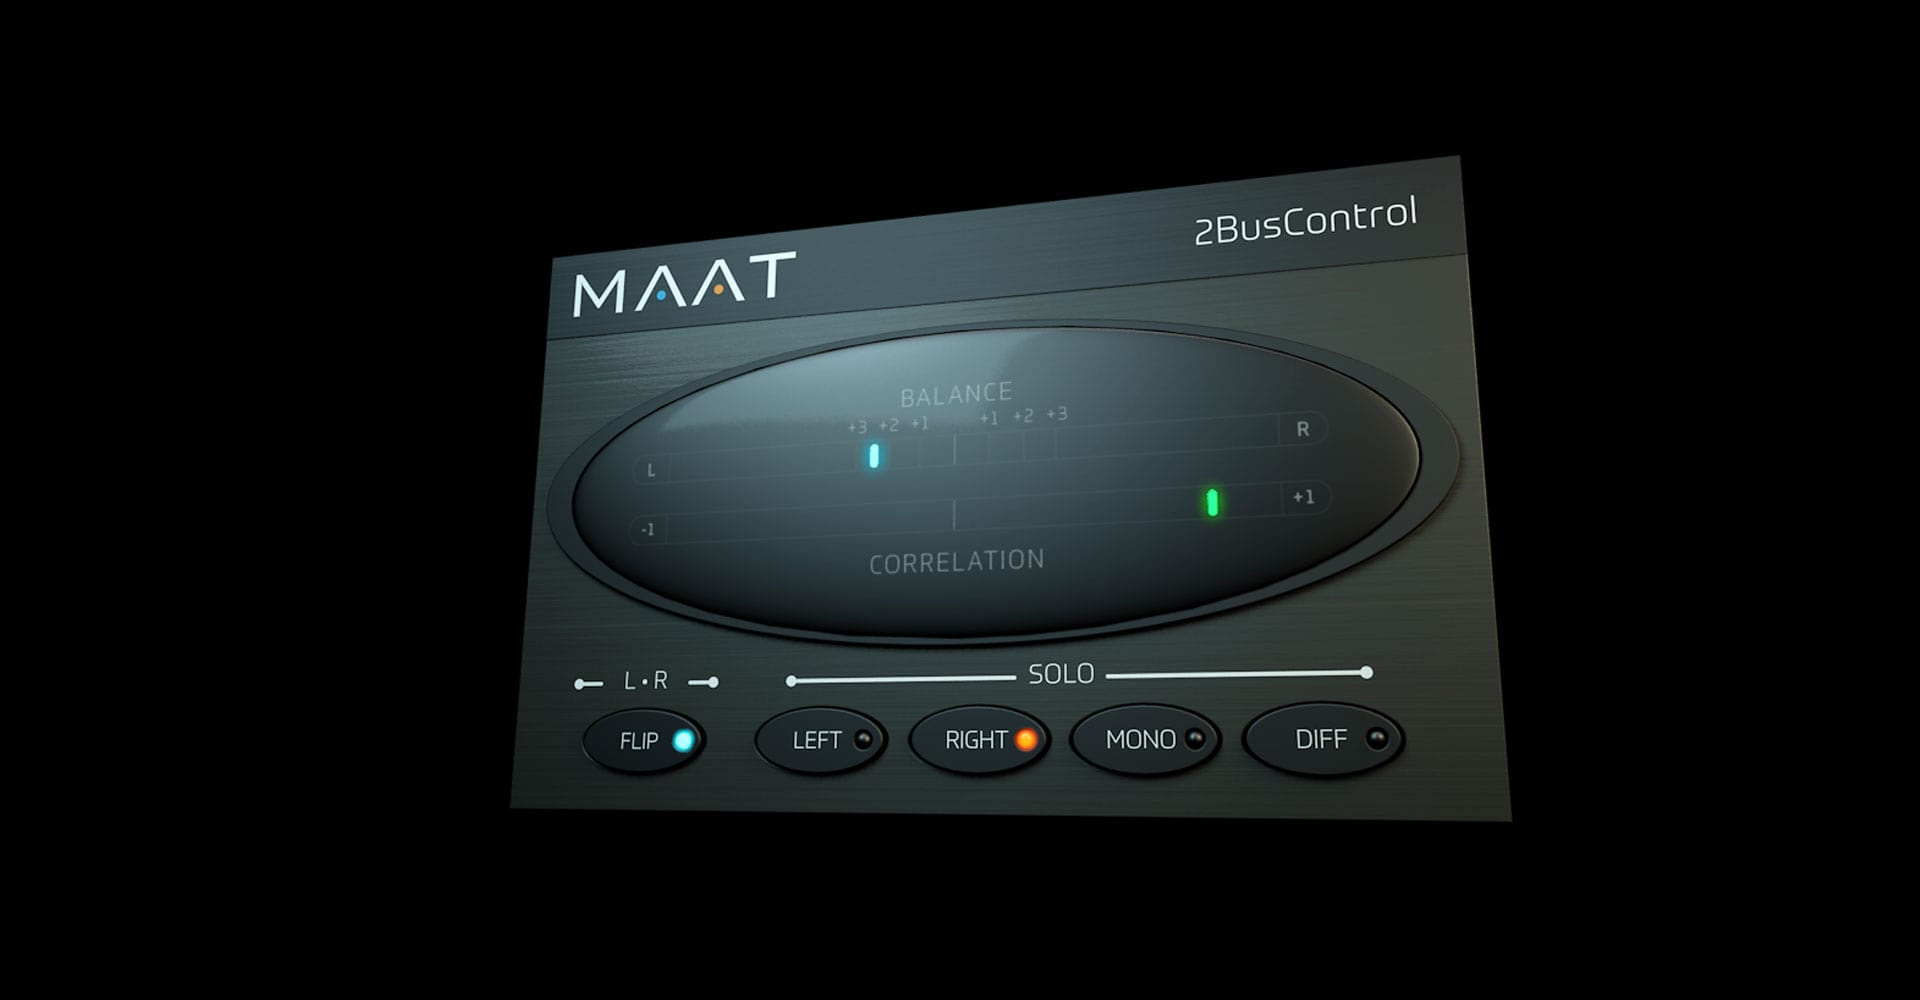 MAAT
2BusControl
BALANCE
+3 +2 +1 +1 +2 +3
L R
-1 +1
CORRELATION
L·R SOLO
FLIP LEFT RIGHT MONO DIFF